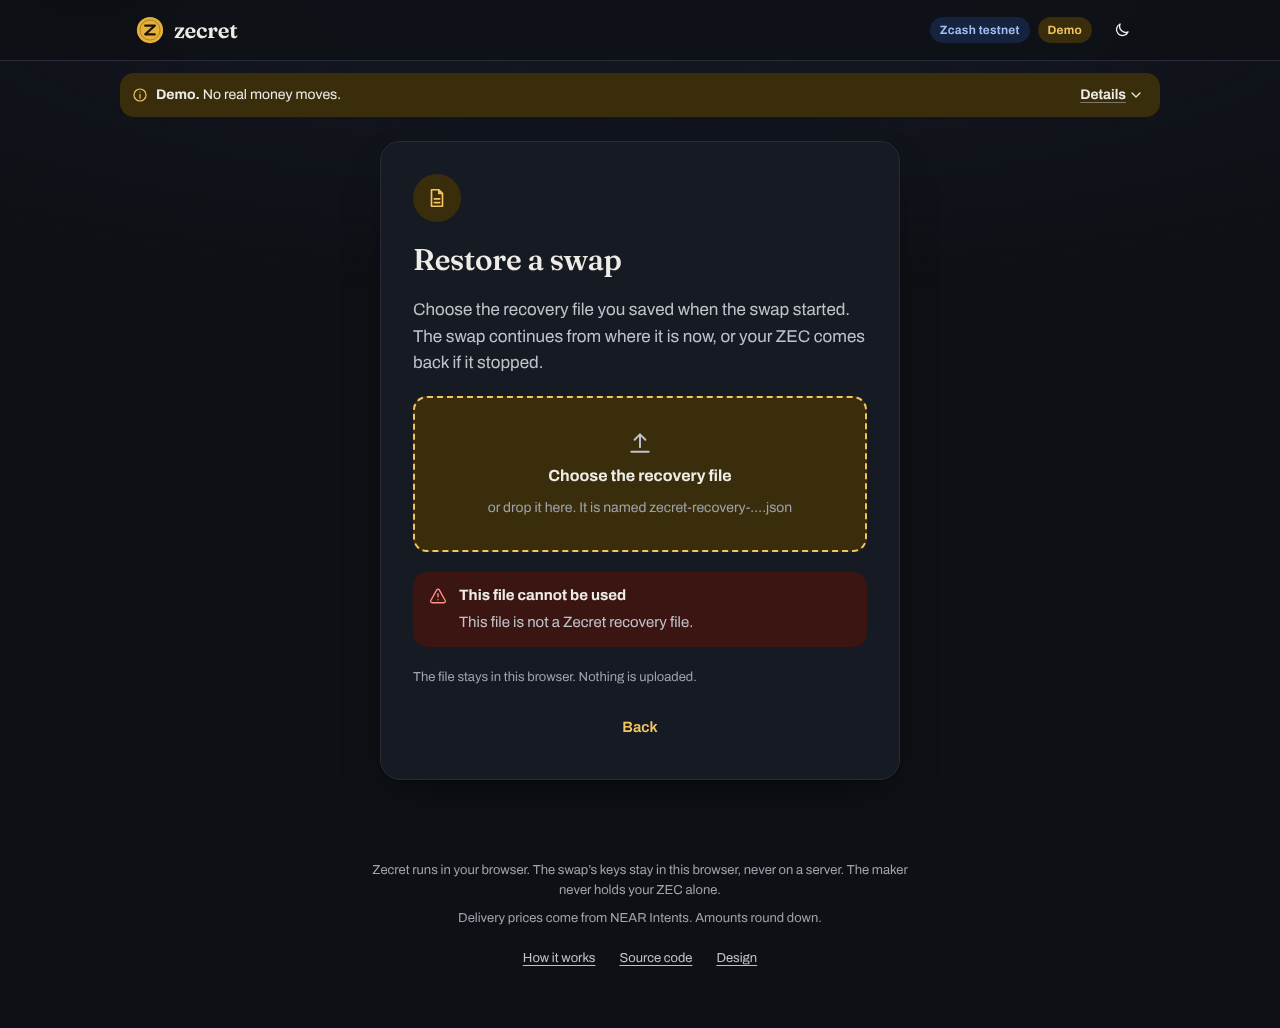 zecret
Zcash testnet
Demo
Demo. No real money moves.
Details
Restore a swap
Choose the recovery file you saved when the swap started.
The swap continues from where it is now, or your ZEC comes
back if it stopped.
Choose the recovery file
or drop it here. It is named zecret-recovery-….json
This file cannot be used
This file is not a Zecret recovery file.
The file stays in this browser. Nothing is uploaded.
Back
Zecret runs in your browser. The swap’s keys stay in this browser, never on a server. The maker
never holds your ZEC alone.
Delivery prices come from NEAR Intents. Amounts round down.
How it works
Source code
Design